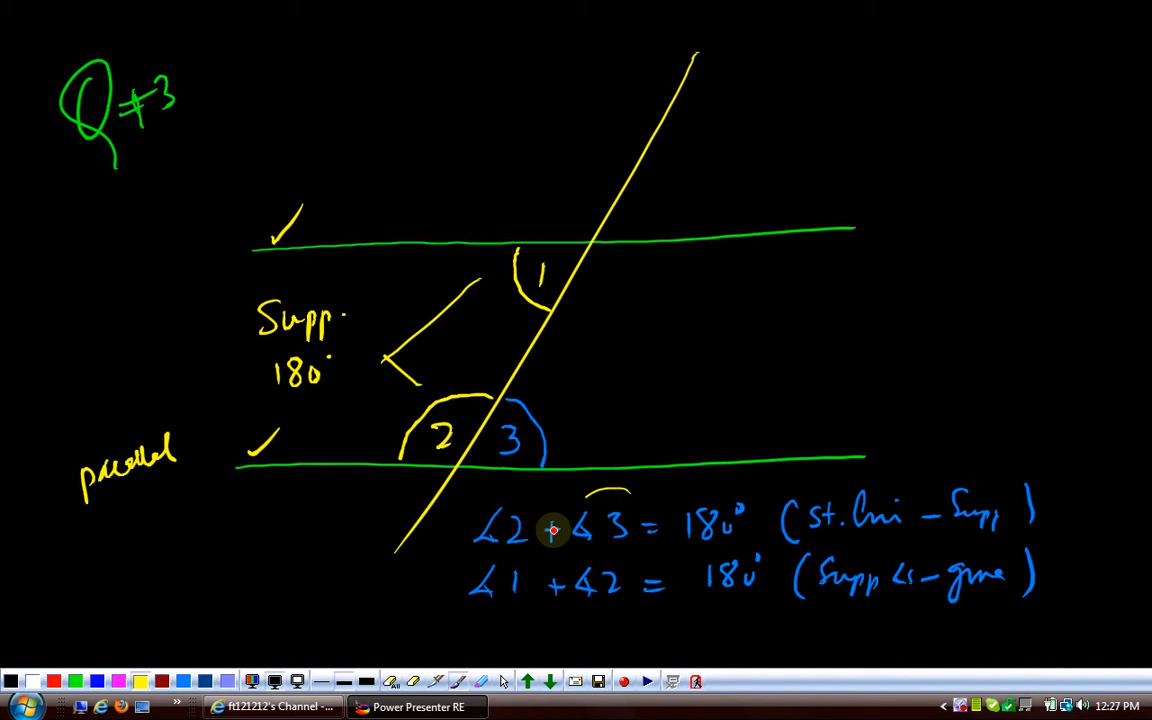 Q #3
1
Supp.
180°
2 3
parallel
∡2 + ∡3 = 180° (St. line - Supp)
∡1 + ∡2 = 180° (Supp ∠s - given)
ft121212's Channel - ...
Power Presenter RE
12:27 PM